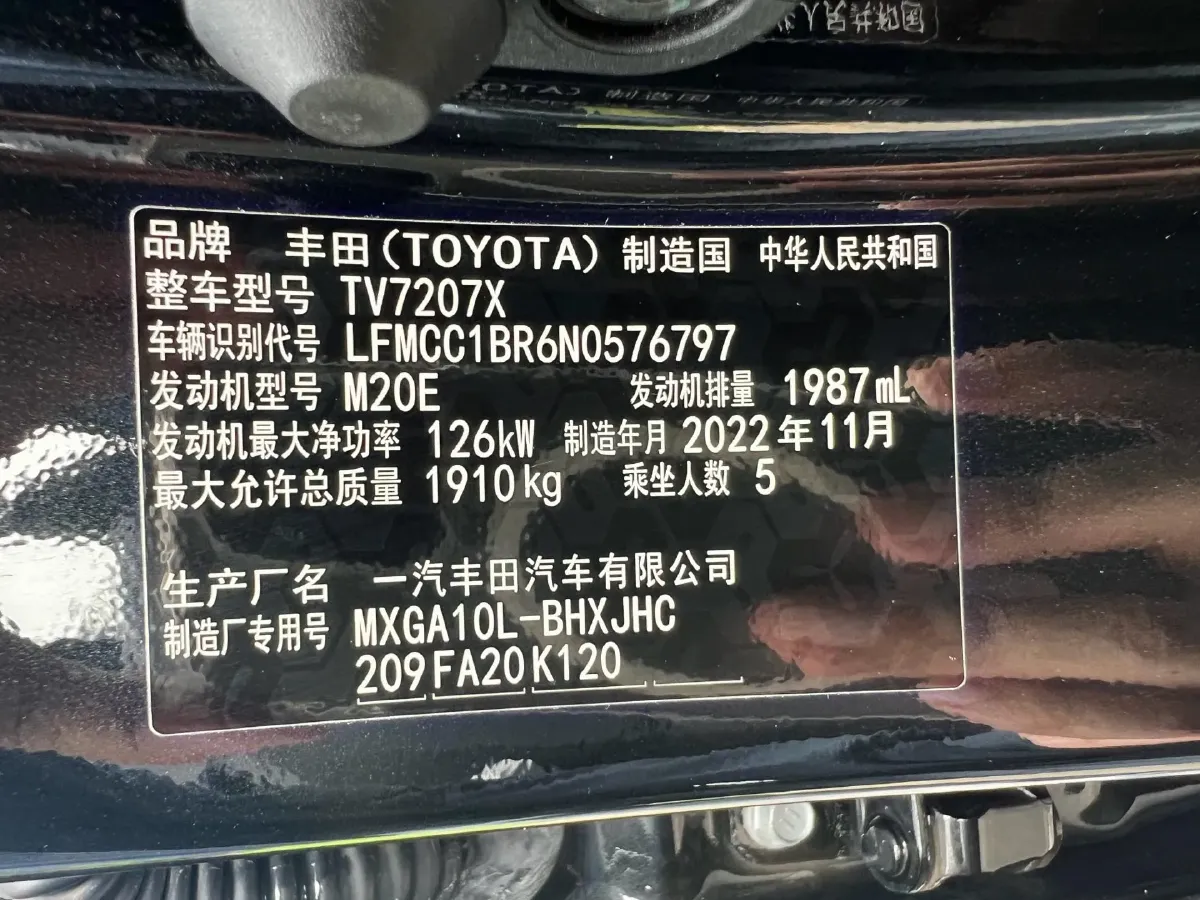 品牌 丰田(TOYOTA) 制造国 中华人民共和国
整车型号 TV7207X
车辆识别代号 LFMCC1BR6N0576797
发动机型号 M20E 发动机排量 1987mL
发动机最大净功率 126kW 制造年月 2022年11月
最大允许总质量 1910kg 乘坐人数 5
生产厂名 一汽丰田汽车有限公司
制造厂专用号 MXGA10L-BHXJHC
209 FA20 K120